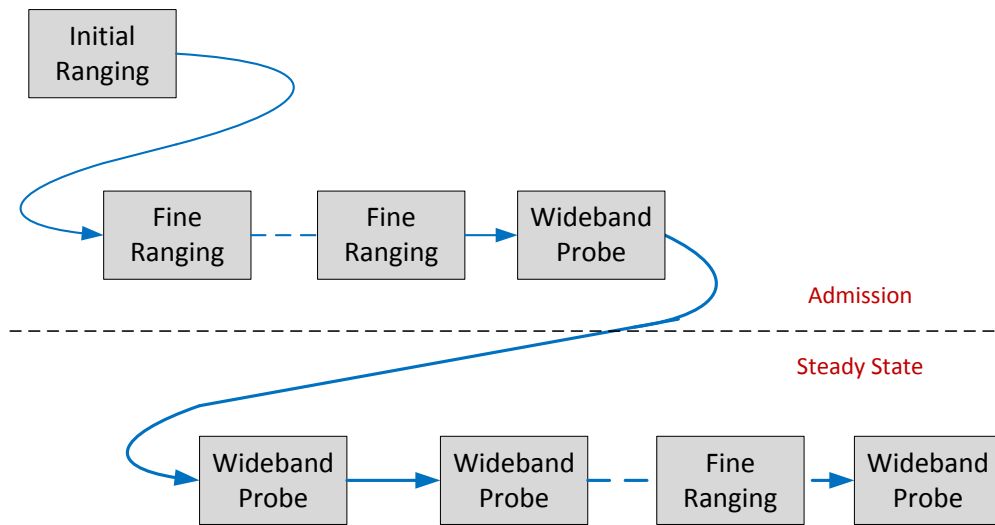 Initial
Ranging
Fine
Ranging
Fine
Ranging
Wideband
Probe
Admission
Steady State
Wideband
Probe
Wideband
Probe
Fine
Ranging
Wideband
Probe